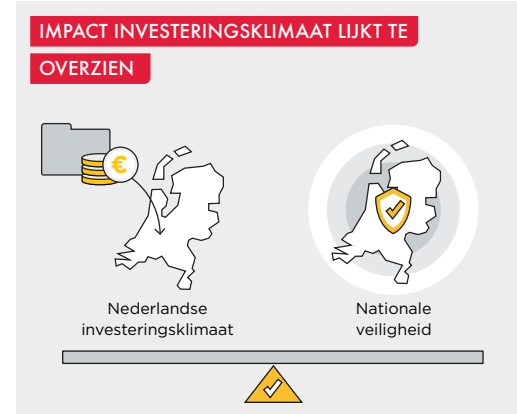 IMPACT INVESTERINGSKLIMAAT LIJKT TE
OVERZIEN
€
Nederlandse
investeringsklimaat
Nationale
veiligheid